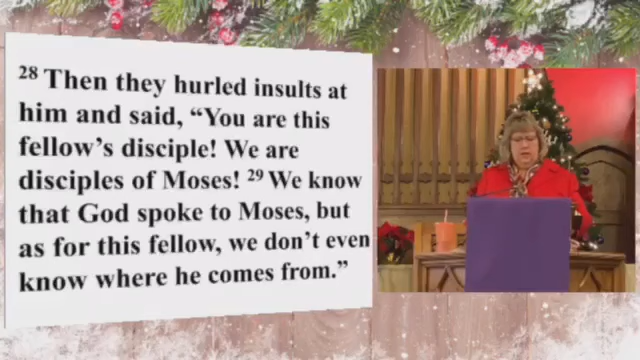 28 Then they hurled insults at
him and said, “You are this
fellow’s disciple! We are
disciples of Moses! 29 We know
that God spoke to Moses, but
as for this fellow, we don’t even
know where he comes from.”